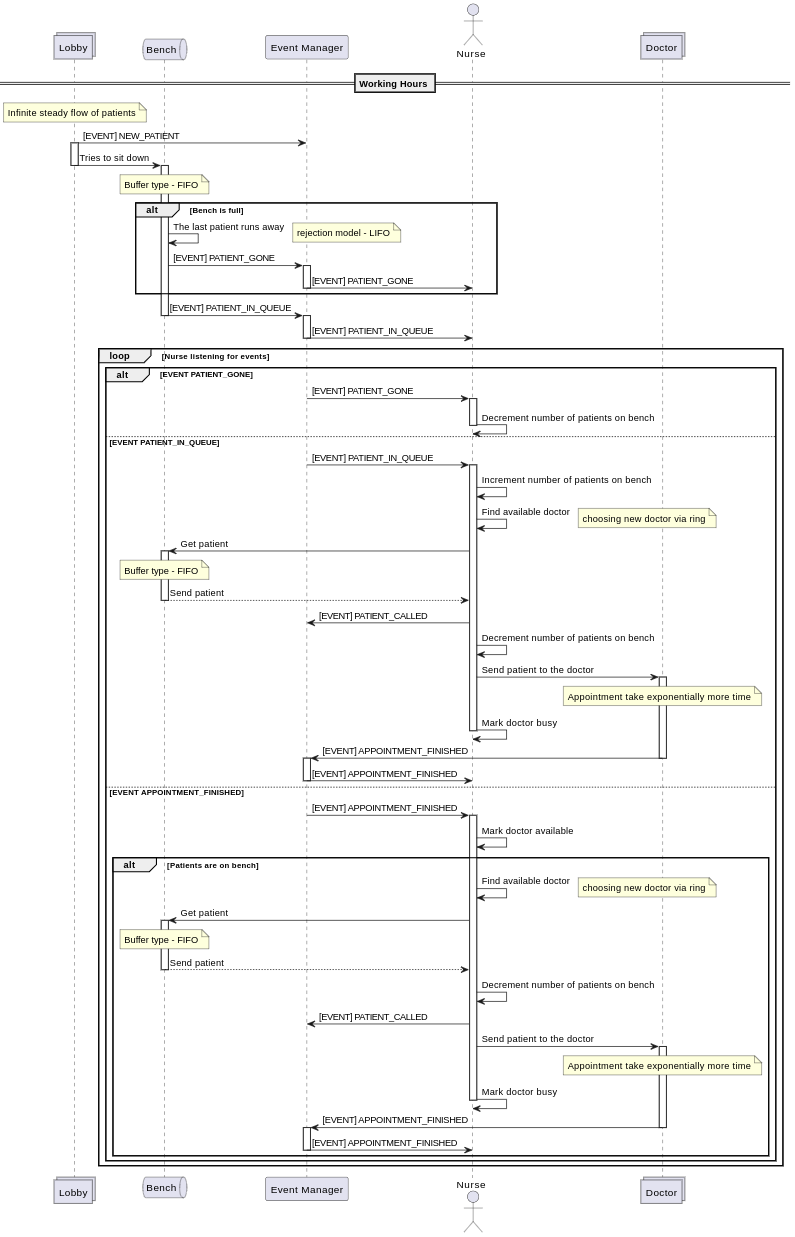 Lobby
Bench
Event Manager
Nurse
Doctor
Working Hours
Infinite steady flow of patients
[EVENT] NEW_PATIENT
Tries to sit down
Buffer type - FIFO
alt [Bench is full]
The last patient runs away
rejection model - LIFO
[EVENT] PATIENT_GONE
[EVENT] PATIENT_GONE
[EVENT] PATIENT_IN_QUEUE
[EVENT] PATIENT_IN_QUEUE
loop [Nurse listening for events]
alt [EVENT PATIENT_GONE]
[EVENT] PATIENT_GONE
Decrement number of patients on bench
[EVENT PATIENT_IN_QUEUE]
[EVENT] PATIENT_IN_QUEUE
Increment number of patients on bench
Find available doctor
choosing new doctor via ring
Get patient
Buffer type - FIFO
Send patient
[EVENT] PATIENT_CALLED
Decrement number of patients on bench
Send patient to the doctor
Appointment take exponentially more time
Mark doctor busy
[EVENT] APPOINTMENT_FINISHED
[EVENT] APPOINTMENT_FINISHED
[EVENT APPOINTMENT_FINISHED]
[EVENT] APPOINTMENT_FINISHED
Mark doctor available
alt [Patients are on bench]
Find available doctor
choosing new doctor via ring
Get patient
Buffer type - FIFO
Send patient
Decrement number of patients on bench
[EVENT] PATIENT_CALLED
Send patient to the doctor
Appointment take exponentially more time
Mark doctor busy
[EVENT] APPOINTMENT_FINISHED
[EVENT] APPOINTMENT_FINISHED
Lobby
Bench
Event Manager
Nurse
Doctor